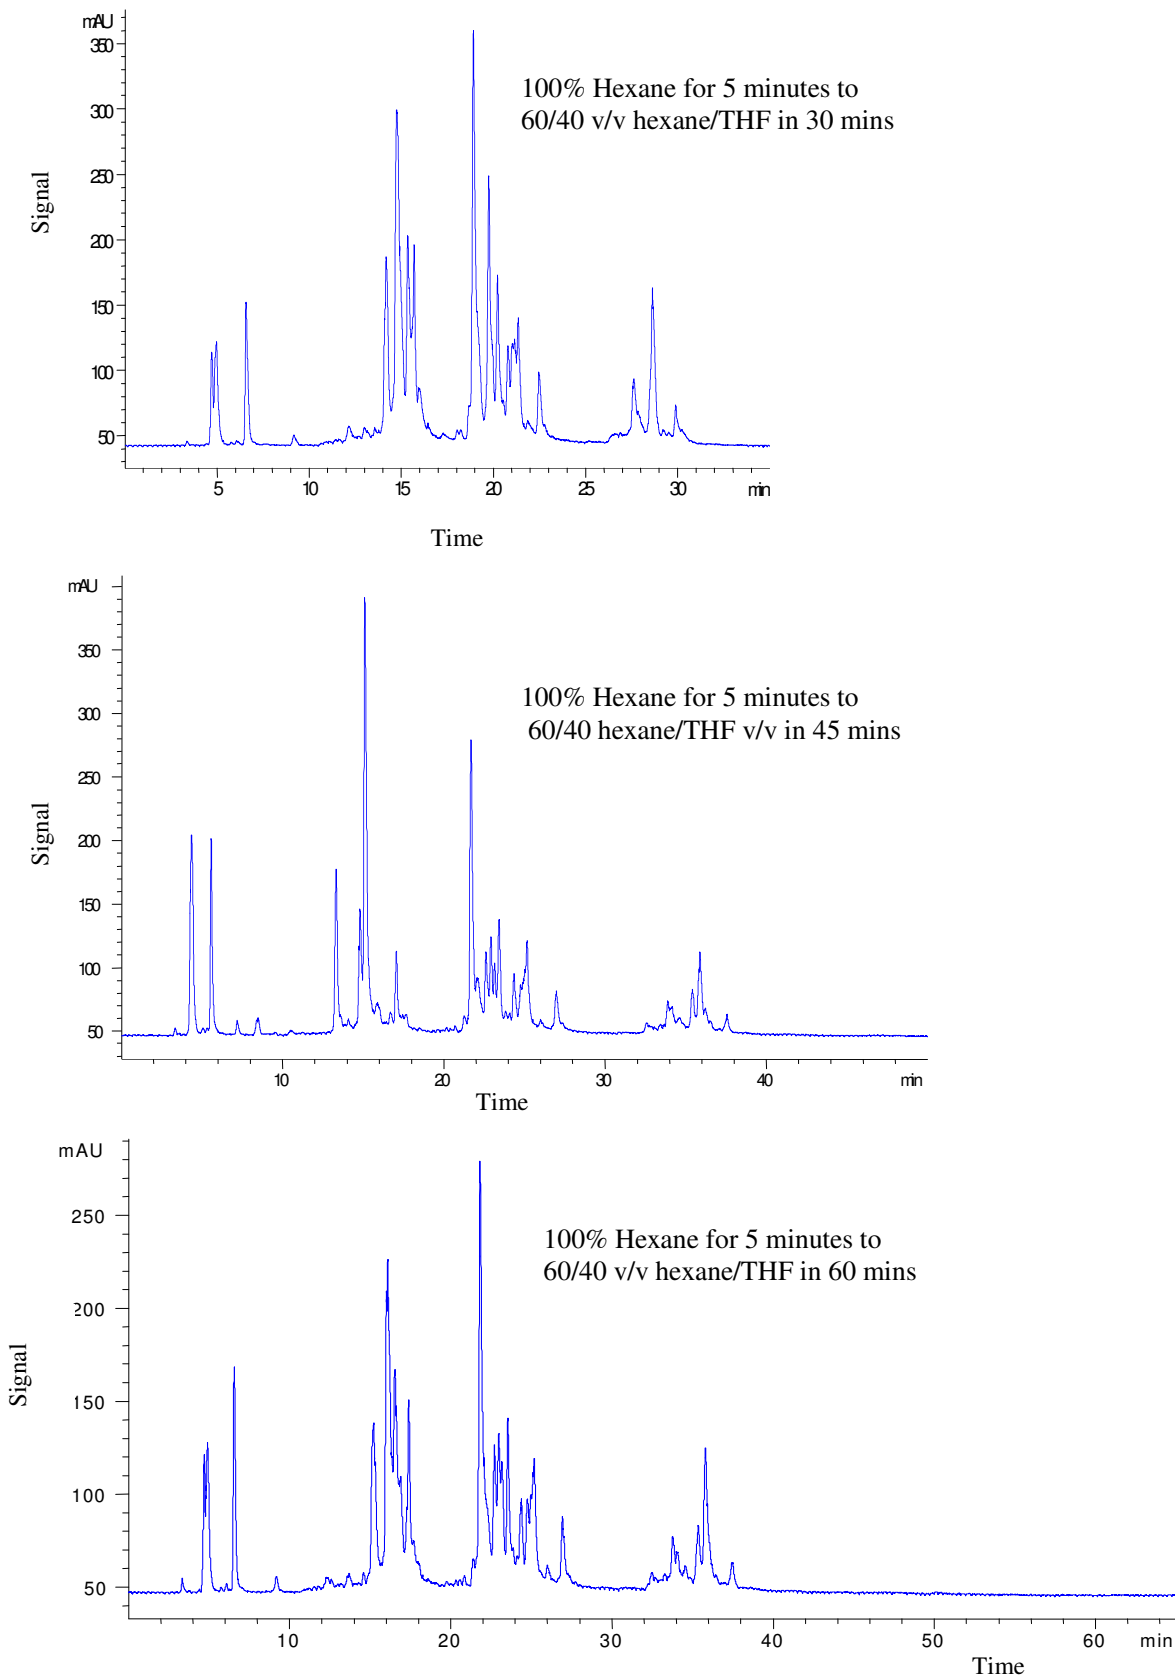 mAU
350
300
250
200
150
100
50
Signal
100% Hexane for 5 minutes to
60/40 v/v hexane/THF in 30 mins
5 10 15 20 25 30 min
Time
mAU
350
300
250
200
150
100
50
Signal
100% Hexane for 5 minutes to
60/40 hexane/THF v/v in 45 mins
10 20 30 40 min
Time
mAU
250
200
150
100
50
Signal
100% Hexane for 5 minutes to
60/40 v/v hexane/THF in 60 mins
10 20 30 40 50 60 min
Time